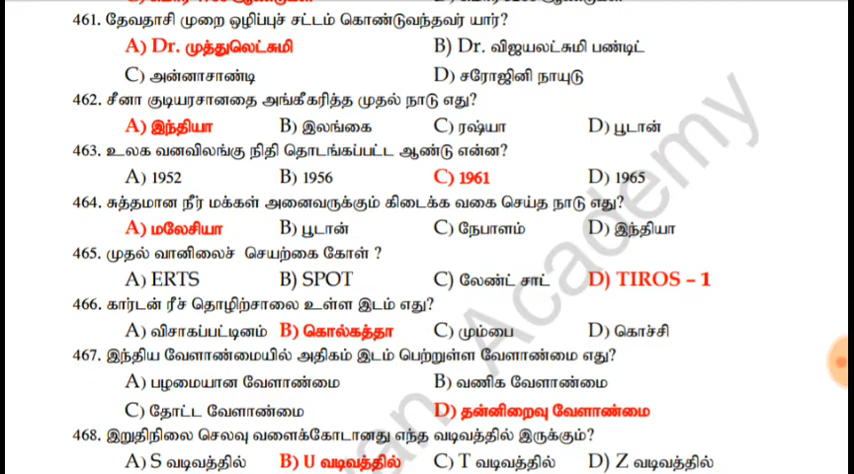 461. தேவதாசி முறை ஒழிப்புச் சட்டம் கொண்டுவந்தவர் யார்?
A) Dr. முத்துலெட்சுமி B) Dr. விஜயலட்சுமி பண்டிட்
C) அன்னாசாண்டி D) சரோஜினி நாயுடு
462. சீனா குடியரசானதை அங்கீகரித்த முதல் நாடு எது?
A) இந்தியா B) இலங்கை C) ரஷ்யா D) பூடான்
463. உலக வனவிலங்கு நிதி தொடங்கப்பட்ட ஆண்டு என்ன?
A) 1952 B) 1956 C) 1961 D) 1965
464. சுத்தமான நீர் மக்கள் அனைவருக்கும் கிடைக்க வகை செய்த நாடு எது?
A) மலேசியா B) பூடான் C) நேபாளம் D) இந்தியா
465. முதல் வானிலைச் செயற்கை கோள் ?
A) ERTS B) SPOT C) லேண்ட் சாட் D) TIROS – 1
466. கார்டன் ரீச் தொழிற்சாலை உள்ள இடம் எது?
A) விசாகப்பட்டினம் B) கொல்கத்தா C) மும்பை D) கொச்சி
467. இந்திய வேளாண்மையில் அதிகம் இடம் பெற்றுள்ள வேளாண்மை எது?
A) பழமையான வேளாண்மை B) வணிக வேளாண்மை
C) தோட்ட வேளாண்மை D) தன்னிறைவு வேளாண்மை
468. இறுதிநிலை செலவு வளைக்கோடானது எந்த வடிவத்தில் இருக்கும்?
A) S வடிவத்தில் B) U வடிவத்தில் C) T வடிவத்தில் D) Z வடிவத்தில்
Academy